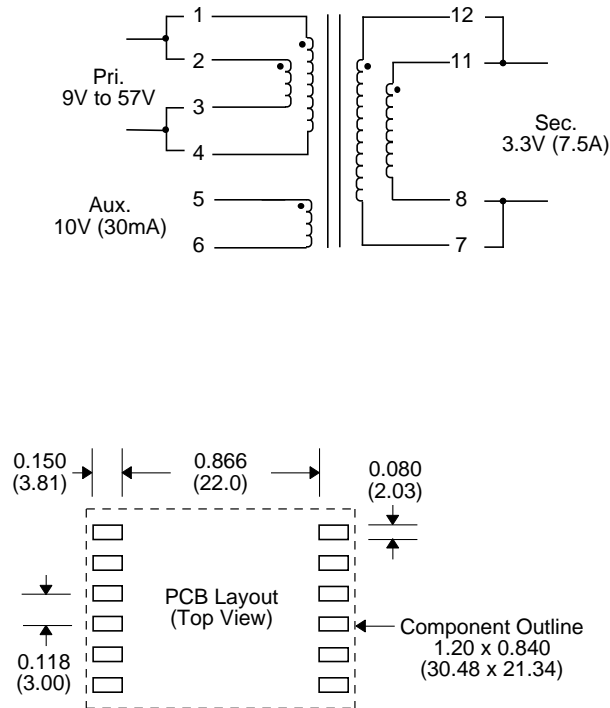 1
2
3
4
5
6
12
11
8
7
Pri.
9V to 57V
Aux.
10V (30mA)
Sec.
3.3V (7.5A)
0.150
(3.81)
0.866
(22.0)
0.080
(2.03)
PCB Layout
(Top View)
0.118
(3.00)
Component Outline
1.20 x 0.840
(30.48 x 21.34)